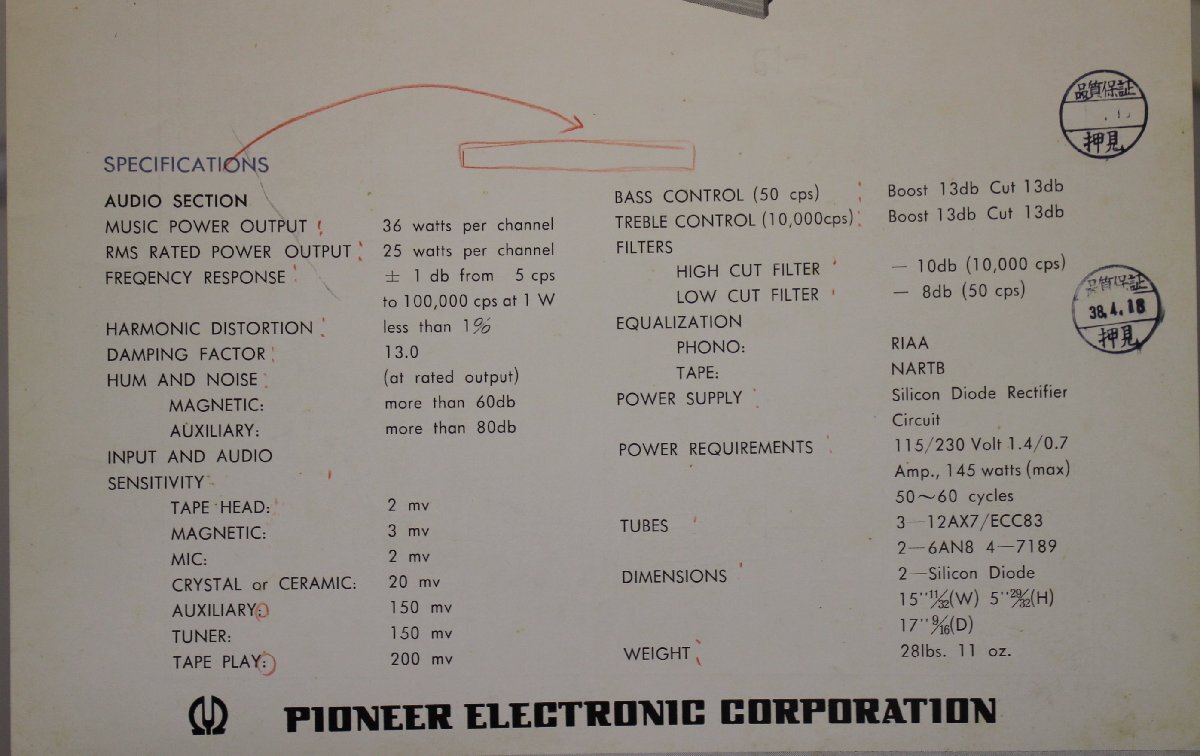 SPECIFICATIONS
AUDIO SECTION
MUSIC POWER OUTPUT : 36 watts per channel
RMS RATED POWER OUTPUT : 25 watts per channel
FREQENCY RESPONSE : ± 1 db from 5 cps
to 100,000 cps at 1 W
HARMONIC DISTORTION : less than 1%
DAMPING FACTOR : 13.0
HUM AND NOISE : (at rated output)
MAGNETIC: more than 60db
AUXILIARY: more than 80db
INPUT AND AUDIO
SENSITIVITY
TAPE HEAD: 2 mv
MAGNETIC: 3 mv
MIC: 2 mv
CRYSTAL or CERAMIC: 20 mv
AUXILIARY: 150 mv
TUNER: 150 mv
TAPE PLAY: 200 mv
BASS CONTROL (50 cps) : Boost 13db Cut 13db
TREBLE CONTROL (10,000cps) : Boost 13db Cut 13db
FILTERS
HIGH CUT FILTER — 10db (10,000 cps)
LOW CUT FILTER — 8db (50 cps)
EQUALIZATION
PHONO: RIAA
TAPE: NARTB
POWER SUPPLY : Silicon Diode Rectifier
Circuit
POWER REQUIREMENTS : 115/230 Volt 1.4/0.7
Amp., 145 watts (max)
50~60 cycles
TUBES 3—12AX7/ECC83
2—6AN8 4—7189
2—Silicon Diode
DIMENSIONS 15"11/32(W) 5"29/32(H)
17"9/16(D)
WEIGHT : 28lbs. 11 oz.
品質保証
押見
品質保証
38.4.18
押見
PIONEER ELECTRONIC CORPORATION